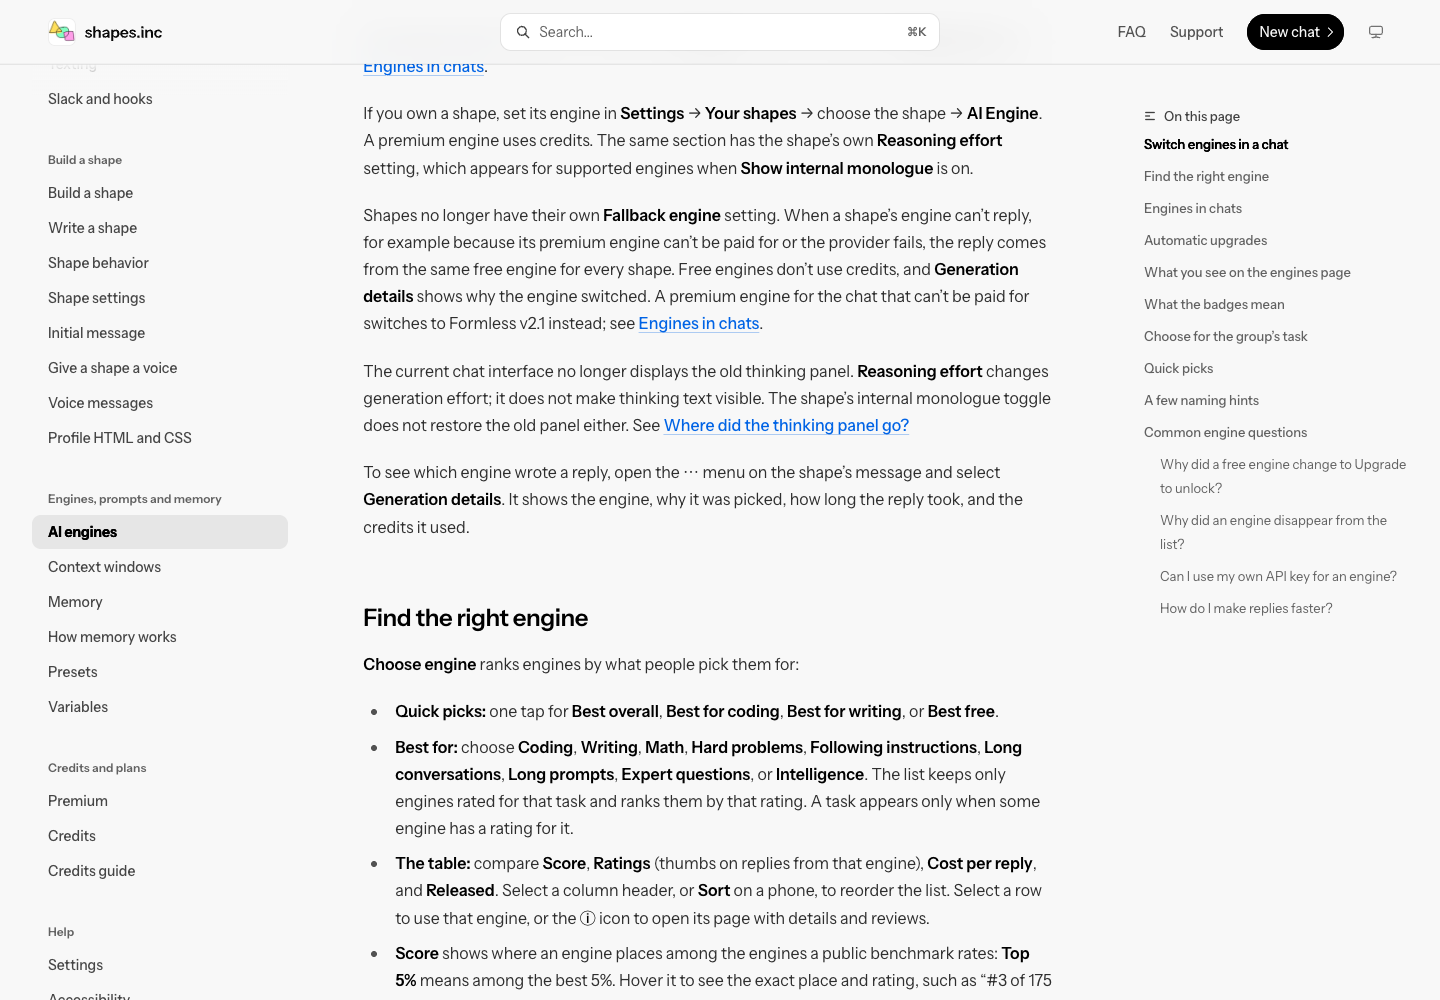 shapes.inc
Search...
⌘K
FAQ
Support
New chat
Texting
Slack and hooks
Build a shape
Build a shape
Write a shape
Shape behavior
Shape settings
Initial message
Give a shape a voice
Voice messages
Profile HTML and CSS
Engines, prompts and memory
AI engines
Context windows
Memory
How memory works
Presets
Variables
Credits and plans
Premium
Credits
Credits guide
Help
Settings
Accessibility
Engines in chats.
If you own a shape, set its engine in Settings → Your shapes → choose the shape → AI Engine.
A premium engine uses credits. The same section has the shape’s own Reasoning effort
setting, which appears for supported engines when Show internal monologue is on.
Shapes no longer have their own Fallback engine setting. When a shape’s engine can’t reply,
for example because its premium engine can’t be paid for or the provider fails, the reply comes
from the same free engine for every shape. Free engines don’t use credits, and Generation
details shows why the engine switched. A premium engine for the chat that can’t be paid for
switches to Formless v2.1 instead; see Engines in chats.
The current chat interface no longer displays the old thinking panel. Reasoning effort changes
generation effort; it does not make thinking text visible. The shape’s internal monologue toggle
does not restore the old panel either. See Where did the thinking panel go?
To see which engine wrote a reply, open the ⋯ menu on the shape’s message and select
Generation details. It shows the engine, why it was picked, how long the reply took, and the
credits it used.
Find the right engine
Choose engine ranks engines by what people pick them for:
• Quick picks: one tap for Best overall, Best for coding, Best for writing, or Best free.
• Best for: choose Coding, Writing, Math, Hard problems, Following instructions, Long
conversations, Long prompts, Expert questions, or Intelligence. The list keeps only
engines rated for that task and ranks them by that rating. A task appears only when some
engine has a rating for it.
• The table: compare Score, Ratings (thumbs on replies from that engine), Cost per reply,
and Released. Select a column header, or Sort on a phone, to reorder the list. Select a row
to use that engine, or the ⓘ icon to open its page with details and reviews.
• Score shows where an engine places among the engines a public benchmark rates: Top
5% means among the best 5%. Hover it to see the exact place and rating, such as “#3 of 175
On this page
Switch engines in a chat
Find the right engine
Engines in chats
Automatic upgrades
What you see on the engines page
What the badges mean
Choose for the group’s task
Quick picks
A few naming hints
Common engine questions
Why did a free engine change to Upgrade
to unlock?
Why did an engine disappear from the
list?
Can I use my own API key for an engine?
How do I make replies faster?